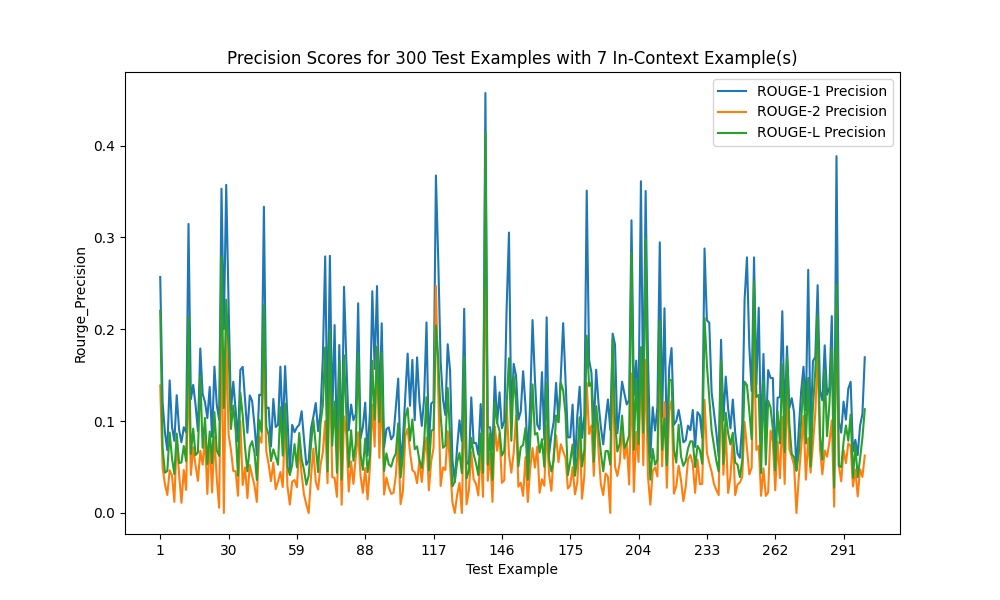 Precision Scores for 300 Test Examples with 7 In-Context Example(s)
ROUGE-1 Precision
ROUGE-2 Precision
ROUGE-L Precision
Rourge_Precision
0.4
0.3
0.2
0.1
0.0
1 30 59 88 117 146 175 204 233 262 291
Test Example